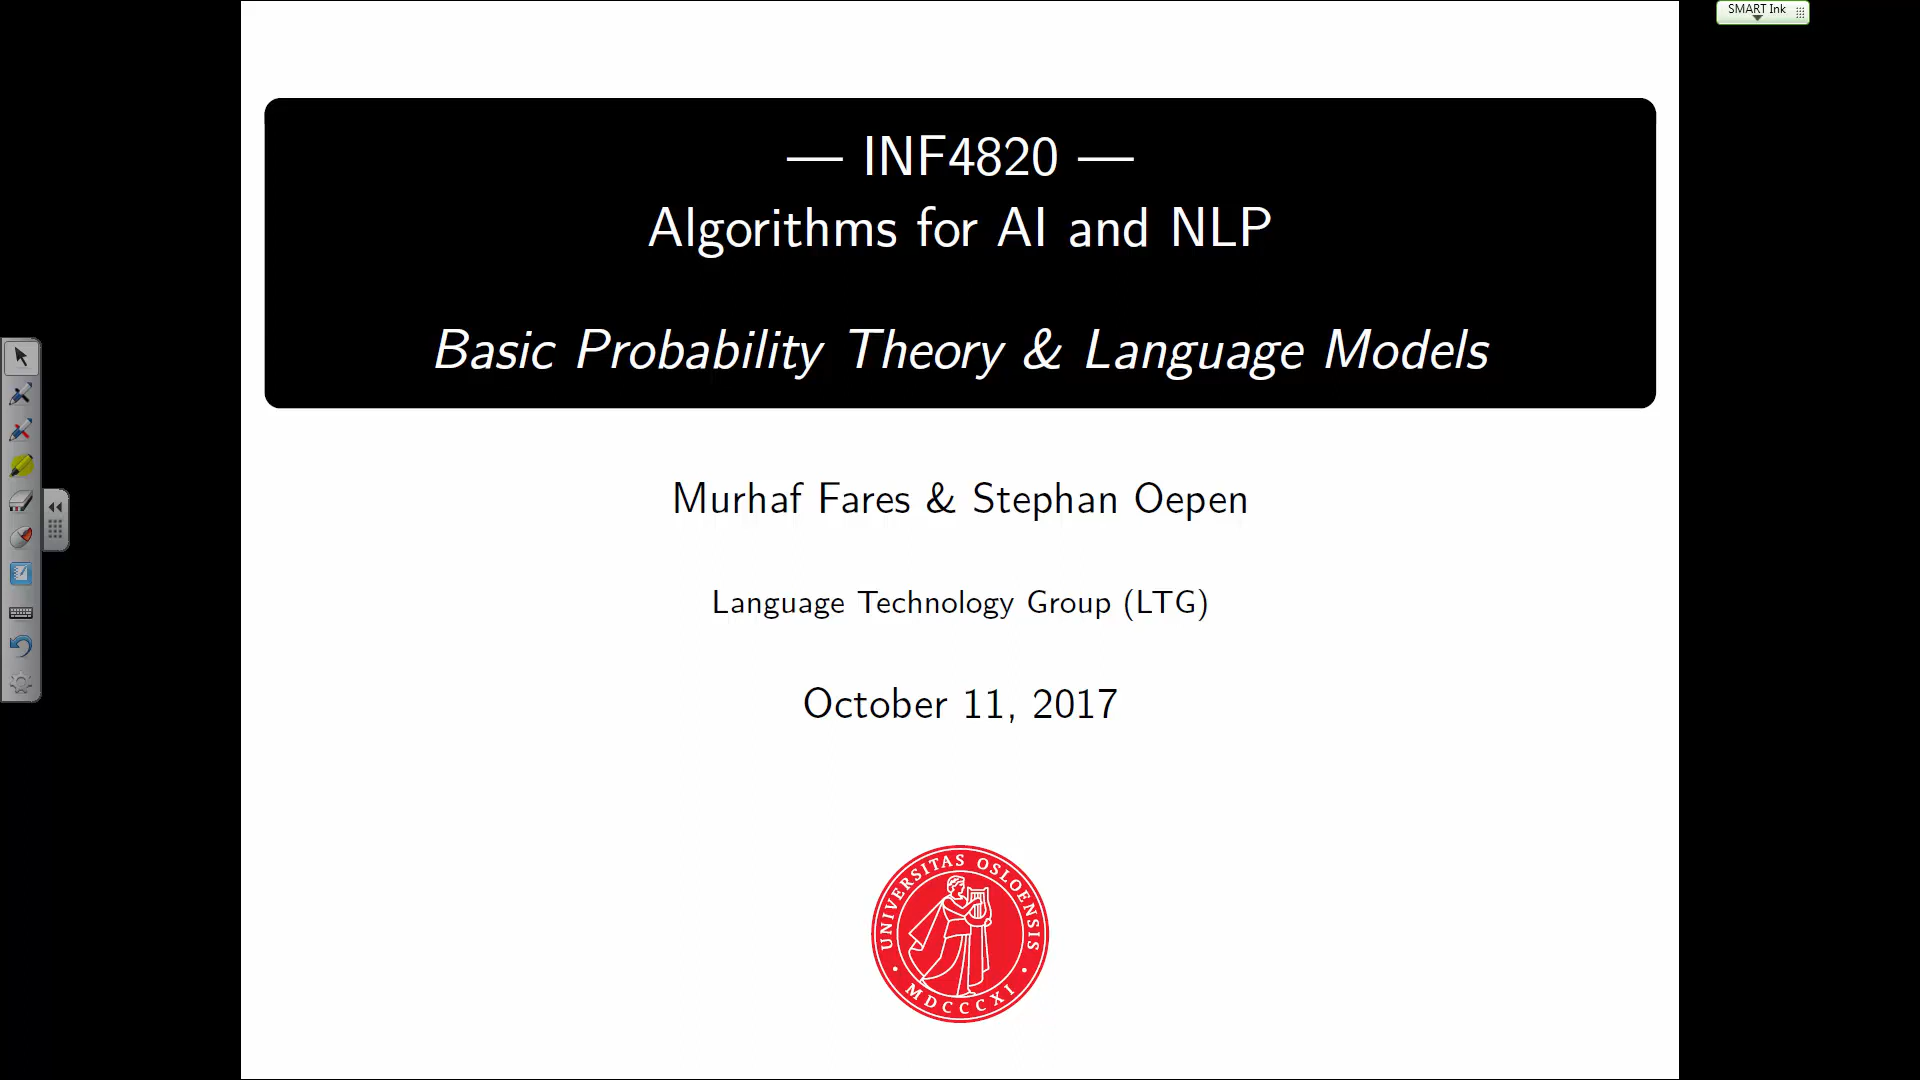 SMART Ink
— INF4820 —
Algorithms for AI and NLP
Basic Probability Theory & Language Models
Murhaf Fares & Stephan Oepen
Language Technology Group (LTG)
October 11, 2017
UNIVERSITAS OSLOENSIS
MDCCCXI